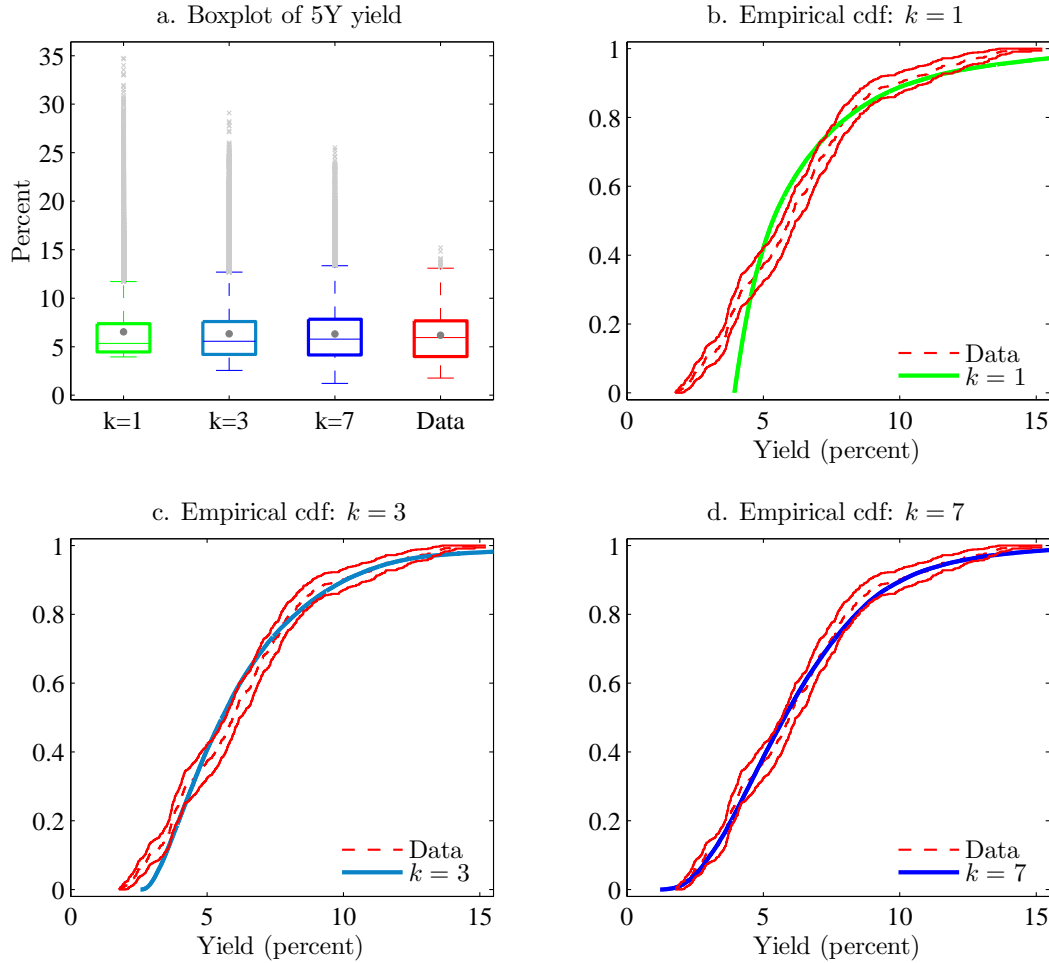 a. Boxplot of 5Y yield
Percent
35
30
25
20
15
10
5
0
k=1 k=3 k=7 Data
b. Empirical cdf: k = 1
1
0.8
0.6
0.4
0.2
0
0 5 10 15
Data
k = 1
Yield (percent)
c. Empirical cdf: k = 3
1
0.8
0.6
0.4
0.2
0
0 5 10 15
Data
k = 3
Yield (percent)
d. Empirical cdf: k = 7
1
0.8
0.6
0.4
0.2
0
0 5 10 15
Data
k = 7
Yield (percent)